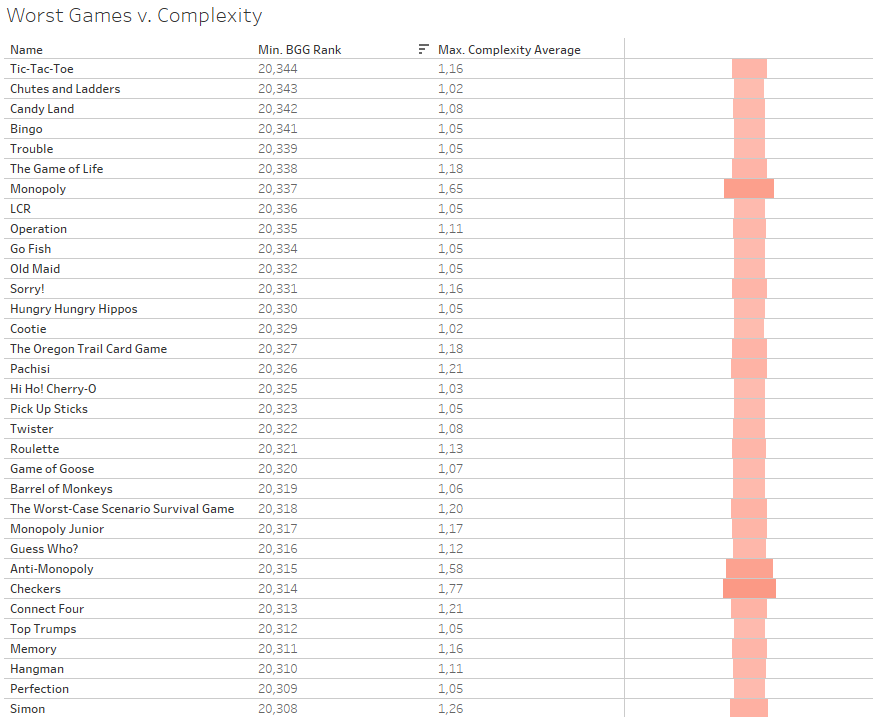 Worst Games v. Complexity
Name Min. BGG Rank Max. Complexity Average
Tic-Tac-Toe 20,344 1,16
Chutes and Ladders 20,343 1,02
Candy Land 20,342 1,08
Bingo 20,341 1,05
Trouble 20,339 1,05
The Game of Life 20,338 1,18
Monopoly 20,337 1,65
LCR 20,336 1,05
Operation 20,335 1,11
Go Fish 20,334 1,05
Old Maid 20,332 1,05
Sorry! 20,331 1,16
Hungry Hungry Hippos 20,330 1,05
Cootie 20,329 1,02
The Oregon Trail Card Game 20,327 1,18
Pachisi 20,326 1,21
Hi Ho! Cherry-O 20,325 1,03
Pick Up Sticks 20,323 1,05
Twister 20,322 1,08
Roulette 20,321 1,13
Game of Goose 20,320 1,07
Barrel of Monkeys 20,319 1,06
The Worst-Case Scenario Survival Game 20,318 1,20
Monopoly Junior 20,317 1,17
Guess Who? 20,316 1,12
Anti-Monopoly 20,315 1,58
Checkers 20,314 1,77
Connect Four 20,313 1,21
Top Trumps 20,312 1,05
Memory 20,311 1,16
Hangman 20,310 1,11
Perfection 20,309 1,05
Simon 20,308 1,26